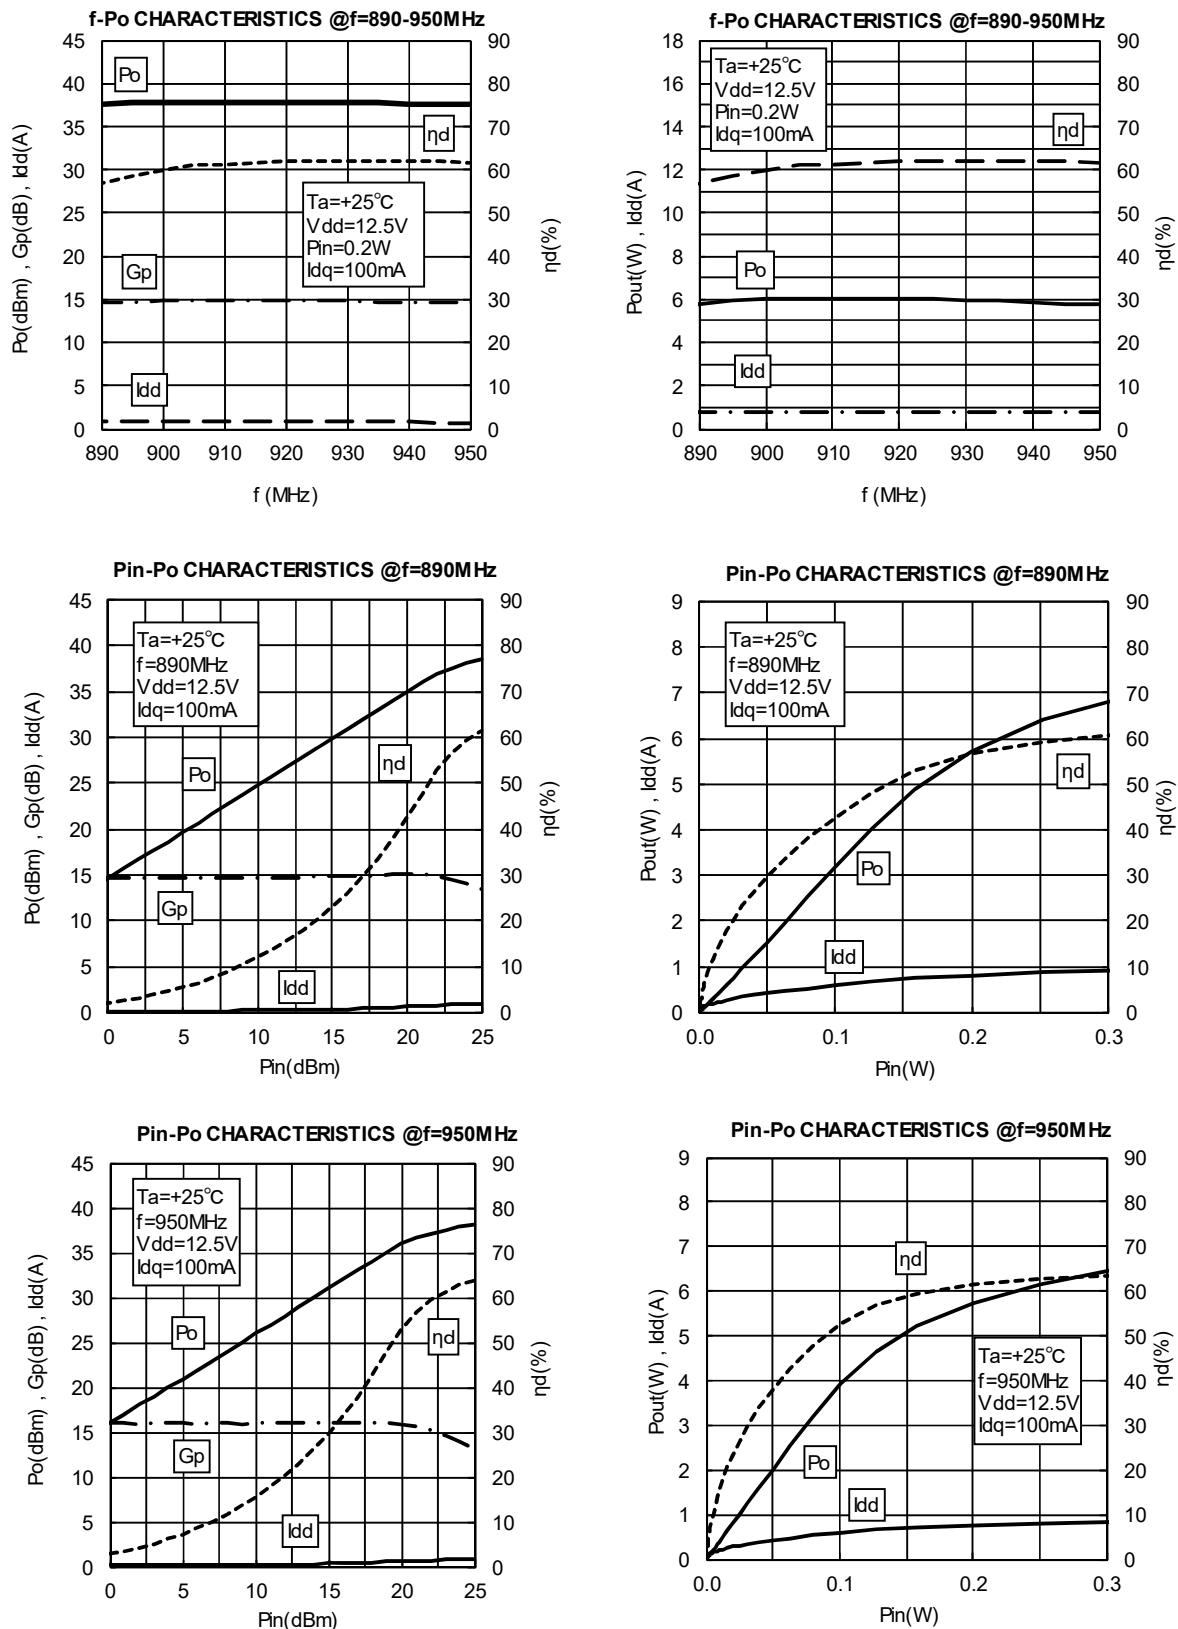 f-Po CHARACTERISTICS @f=890-950MHz
45
40
35
30
25
20
15
10
5
0
Po(dBm) , Gp(dB) , Idd(A)
90
80
70
60
50
40
30
20
10
0
ηd(%)
Po
ηd
Ta=+25°C
Vdd=12.5V
Pin=0.2W
Idq=100mA
Gp
Idd
890 900 910 920 930 940 950
f (MHz)
f-Po CHARACTERISTICS @f=890-950MHz
18
16
14
12
10
8
6
4
2
0
Pout(W) , Idd(A)
90
80
70
60
50
40
30
20
10
0
ηd(%)
Ta=+25°C
Vdd=12.5V
Pin=0.2W
Idq=100mA
ηd
Po
Idd
890 900 910 920 930 940 950
f (MHz)
Pin-Po CHARACTERISTICS @f=890MHz
45
40
35
30
25
20
15
10
5
0
Po(dBm) , Gp(dB) , Idd(A)
90
80
70
60
50
40
30
20
10
0
ηd(%)
Ta=+25°C
f=890MHz
Vdd=12.5V
Idq=100mA
Po
ηd
Gp
Idd
0 5 10 15 20 25
Pin(dBm)
Pin-Po CHARACTERISTICS @f=890MHz
9
8
7
6
5
4
3
2
1
0
Pout(W) , Idd(A)
90
80
70
60
50
40
30
20
10
0
ηd(%)
Ta=+25°C
f=890MHz
Vdd=12.5V
Idq=100mA
ηd
Po
Idd
0.0 0.1 0.2 0.3
Pin(W)
Pin-Po CHARACTERISTICS @f=950MHz
45
40
35
30
25
20
15
10
5
0
Po(dBm) , Gp(dB) , Idd(A)
90
80
70
60
50
40
30
20
10
0
ηd(%)
Ta=+25°C
f=950MHz
Vdd=12.5V
Idq=100mA
Po
ηd
Gp
Idd
0 5 10 15 20 25
Pin(dBm)
Pin-Po CHARACTERISTICS @f=950MHz
9
8
7
6
5
4
3
2
1
0
Pout(W) , Idd(A)
90
80
70
60
50
40
30
20
10
0
ηd(%)
ηd
Ta=+25°C
f=950MHz
Vdd=12.5V
Idq=100mA
Po
Idd
0.0 0.1 0.2 0.3
Pin(W)